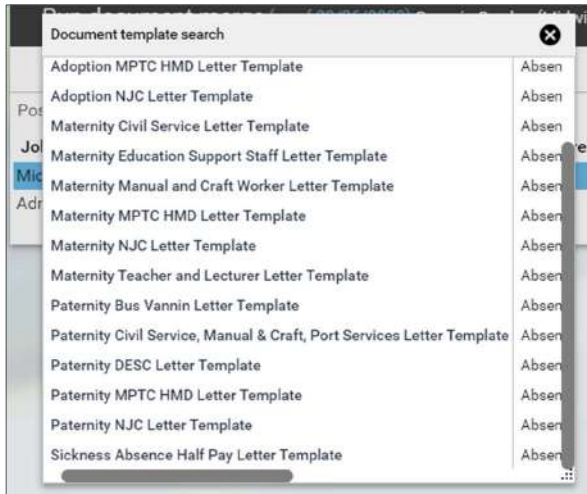 Document template search
Adoption MPTC HMD Letter Template Absen
Adoption NJC Letter Template Absen
Maternity Civil Service Letter Template Absen
Maternity Education Support Staff Letter Template Absen
Maternity Manual and Craft Worker Letter Template Absen
Maternity MPTC HMD Letter Template Absen
Maternity NJC Letter Template Absen
Maternity Teacher and Lecturer Letter Template Absen
Paternity Bus Vannin Letter Template Absen
Paternity Civil Service, Manual & Craft, Port Services Letter Template Absen
Paternity DESC Letter Template Absen
Paternity MPTC HMD Letter Template Absen
Paternity NJC Letter Template Absen
Sickness Absence Half Pay Letter Template Absen
Pos
Jol
Mic
Adr